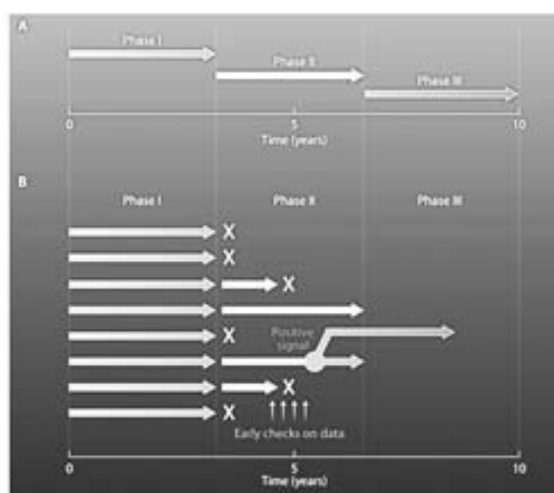 A
Phase I
Phase II
Phase III
0 5 10
Time (years)
B
Phase I Phase II Phase III
X
X
X
Positive
signal
X
X
X
Early checks on data
0 5 10
Time (years)